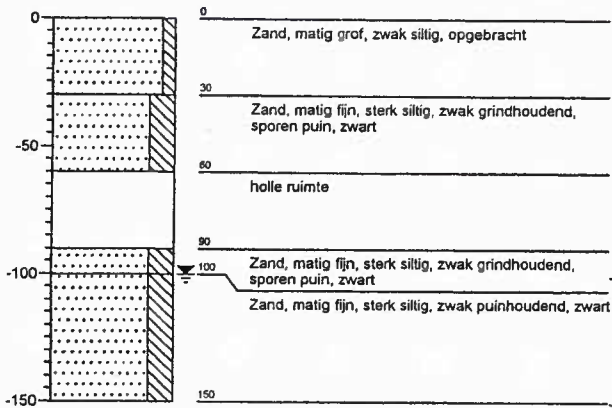 0
0
Zand, matig grof, zwak siltig, opgebracht
30
Zand, matig fijn, sterk siltig, zwak grindhoudend,
sporen puin, zwart
-50
60
holle ruimte
90
Zand, matig fijn, sterk siltig, zwak grindhoudend,
sporen puin, zwart
-100
100
Zand, matig fijn, sterk siltig, zwak puinhoudend, zwart
-150
150